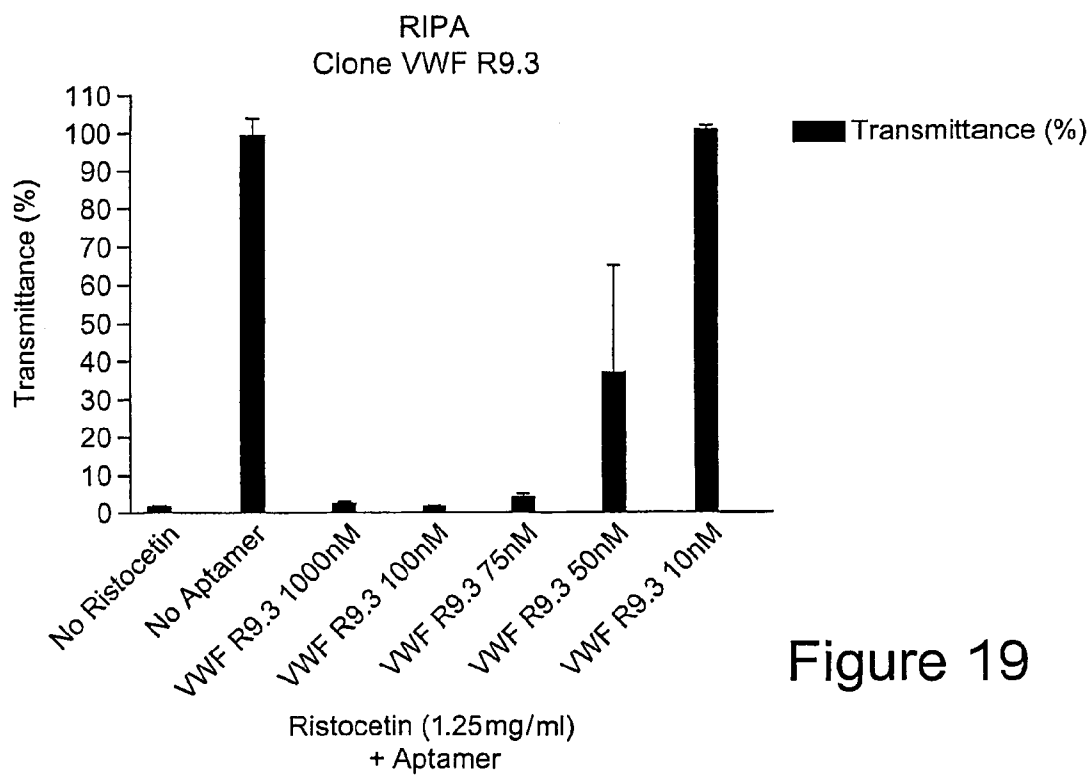 RIPA
Clone VWF R9.3
110
100
90
80
70
60
50
40
30
20
10
0
Transmittance (%)
Transmittance (%)
No Ristocetin
No Aptamer
VWF R9.3 1000nM
VWF R9.3 100nM
VWF R9.3 75nM
VWF R9.3 50nM
VWF R9.3 10nM
Ristocetin (1.25mg/ml)
+ Aptamer
Figure 19